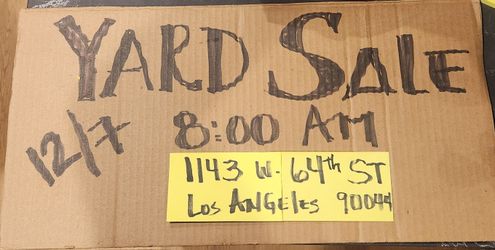 YARD SALE
12/7 8:00 AM
1143 W. 64th ST
Los ANGEles 90044